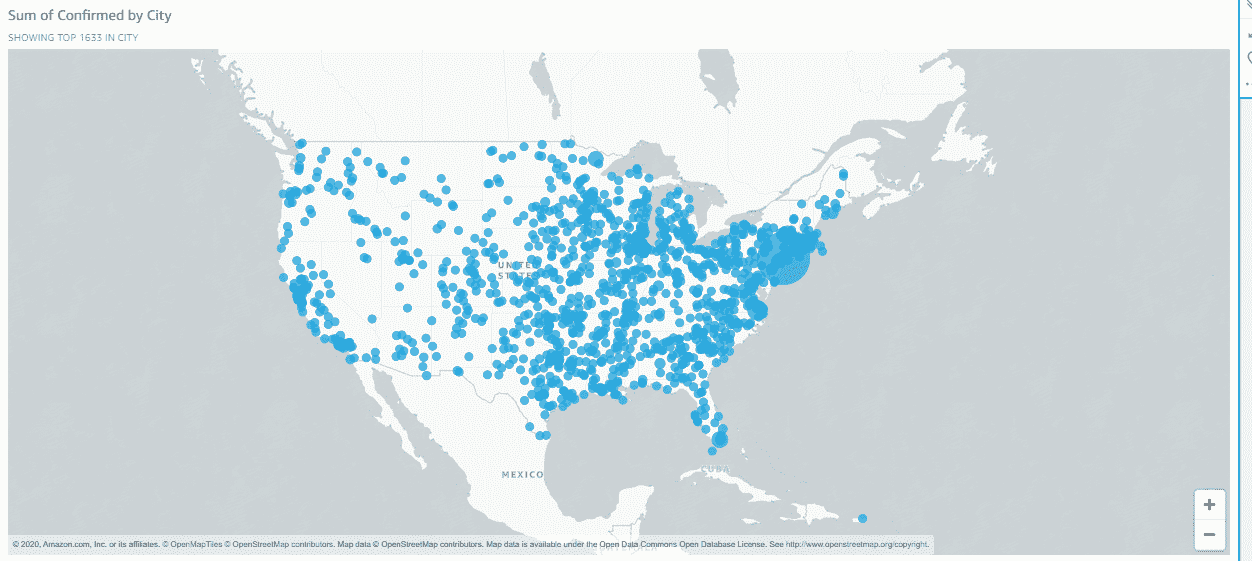 Sum of Confirmed by City
SHOWING TOP 1633 IN CITY
UNITED
STATES
MEXICO
CUBA
+
−
© 2020, Amazon.com, Inc. or its affiliates. © OpenMapTiles © OpenStreetMap contributors. Map data © OpenStreetMap contributors. Map data is available under the Open Data Commons Open Database License. See http://www.openstreetmap.org/copyright.